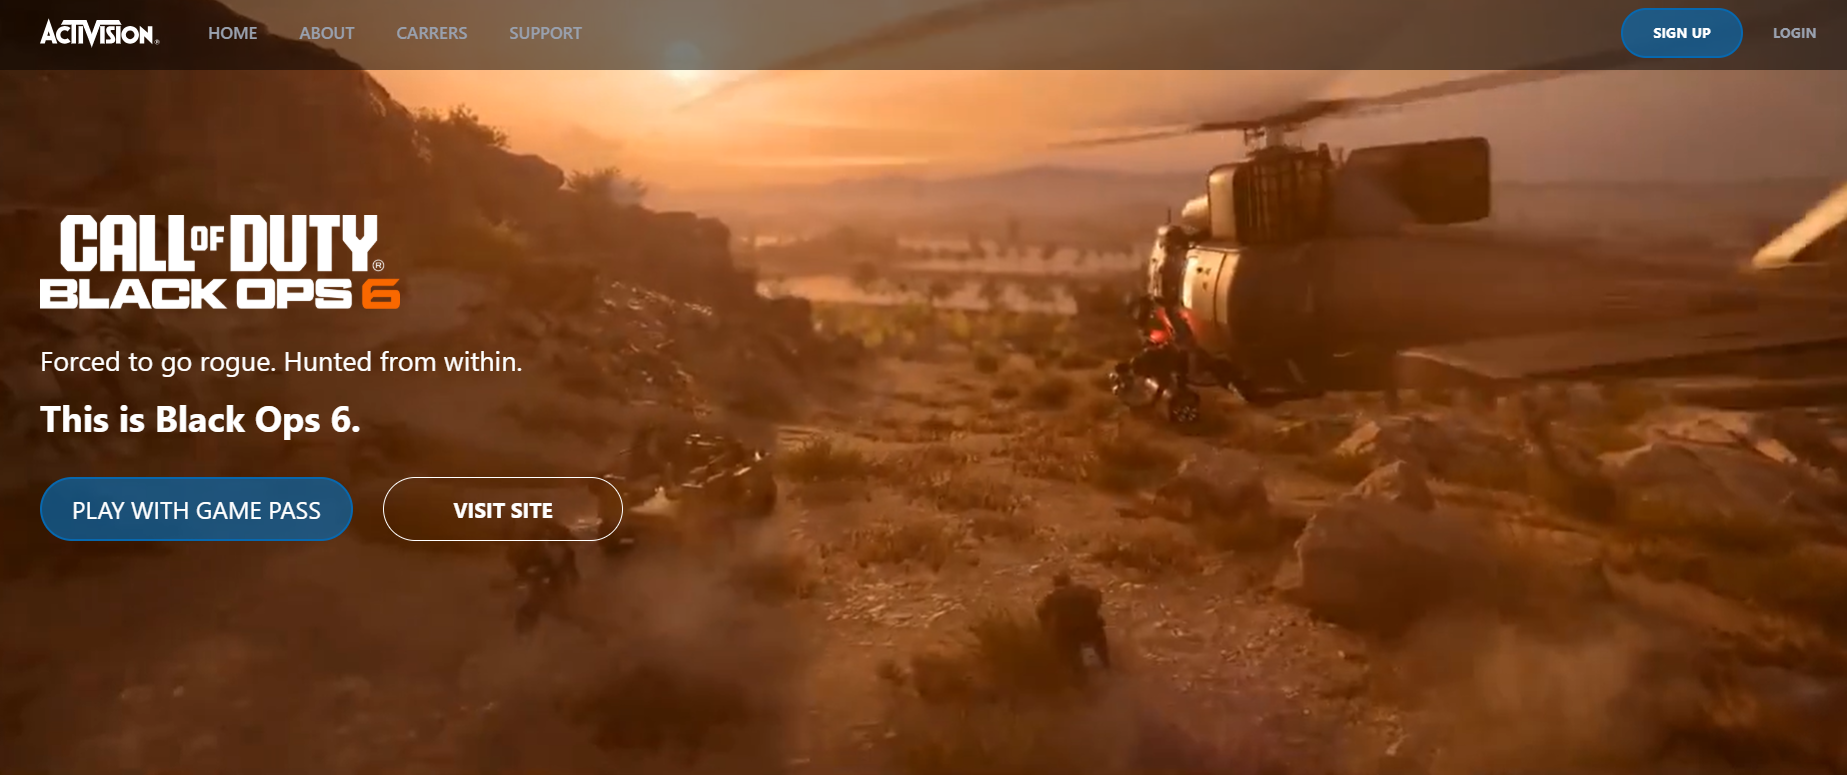 ACTIVISION®
HOME ABOUT CARRERS SUPPORT
SIGN UP LOGIN
CALL OF DUTY®
BLACK OPS 6
Forced to go rogue. Hunted from within.
This is Black Ops 6.
PLAY WITH GAME PASS
VISIT SITE